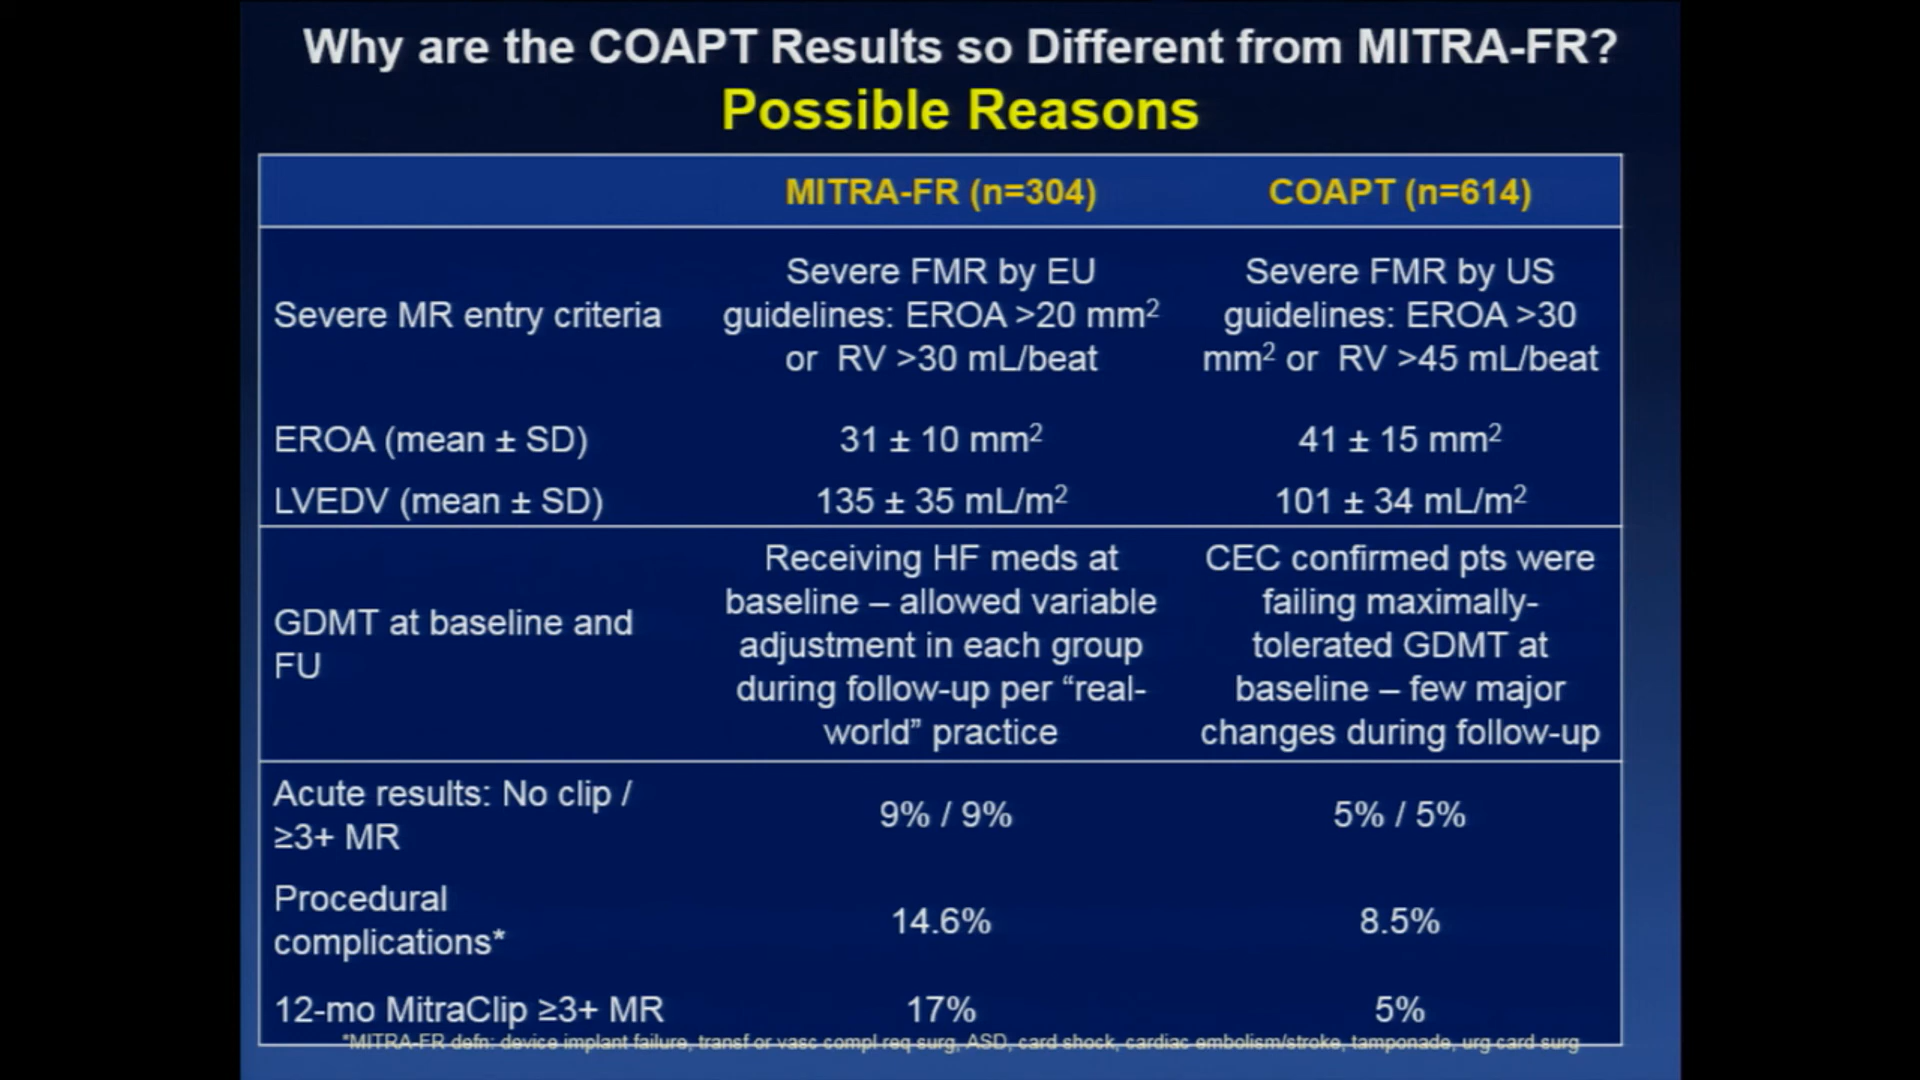 Why are the COAPT Results so Different from MITRA-FR?
Possible Reasons
MITRA-FR (n=304) COAPT (n=614)
Severe MR entry criteria
Severe FMR by EU
guidelines: EROA >20 mm²
or RV >30 mL/beat
Severe FMR by US
guidelines: EROA >30
mm² or RV >45 mL/beat
EROA (mean ± SD) 31 ± 10 mm² 41 ± 15 mm²
LVEDV (mean ± SD) 135 ± 35 mL/m² 101 ± 34 mL/m²
GDMT at baseline and
FU
Receiving HF meds at
baseline – allowed variable
adjustment in each group
during follow-up per “real-
world” practice
CEC confirmed pts were
failing maximally-
tolerated GDMT at
baseline – few major
changes during follow-up
Acute results: No clip /
≥3+ MR
9% / 9% 5% / 5%
Procedural
complications*
14.6% 8.5%
12-mo MitraClip ≥3+ MR 17% 5%
*MITRA-FR defn: device implant failure, transf or vasc compl req surg, ASD, card shock, cardiac embolism/stroke, tamponade, urg card surg